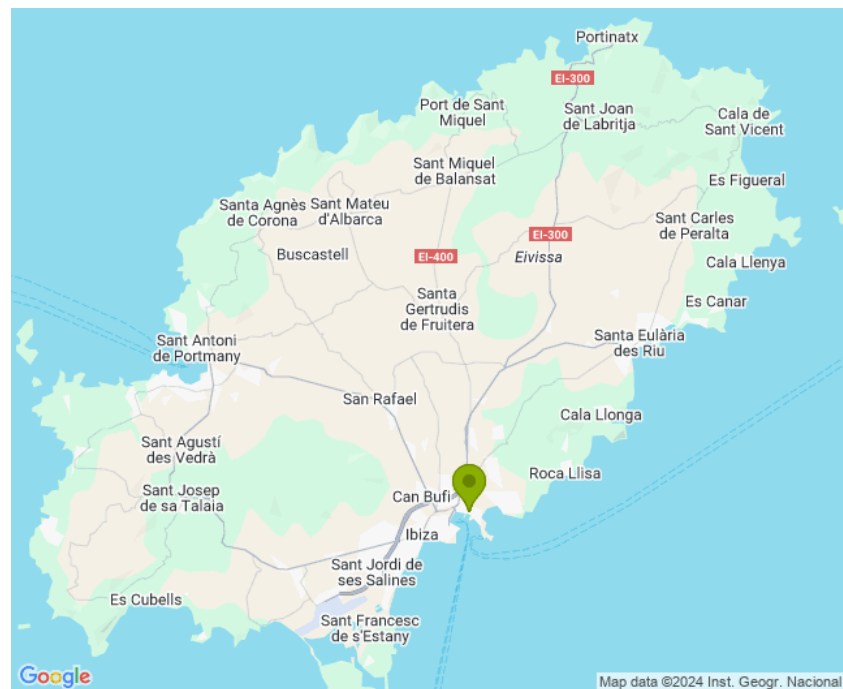 Portinatx
EI-300
Port de Sant
Miquel
Sant Joan
de Labritja
Cala de
Sant Vicent
Sant Miquel
de Balansat
Es Figueral
Santa Agnès
de Corona
Sant Mateu
d'Albarca
Sant Carles
de Peralta
EI-300
Buscastell
EI-400
Eivissa
Cala Llenya
Santa
Gertrudis
de Fruitera
Es Canar
Sant Antoni
de Portmany
Santa Eulària
des Riu
San Rafael
Cala Llonga
Sant Agustí
des Vedrà
Roca Llisa
Sant Josep
de sa Talaia
Can Bufí
Ibiza
Sant Jordi de
ses Salines
Es Cubells
Sant Francesc
de s'Estany
Google
Map data ©2024 Inst. Geogr. Nacional